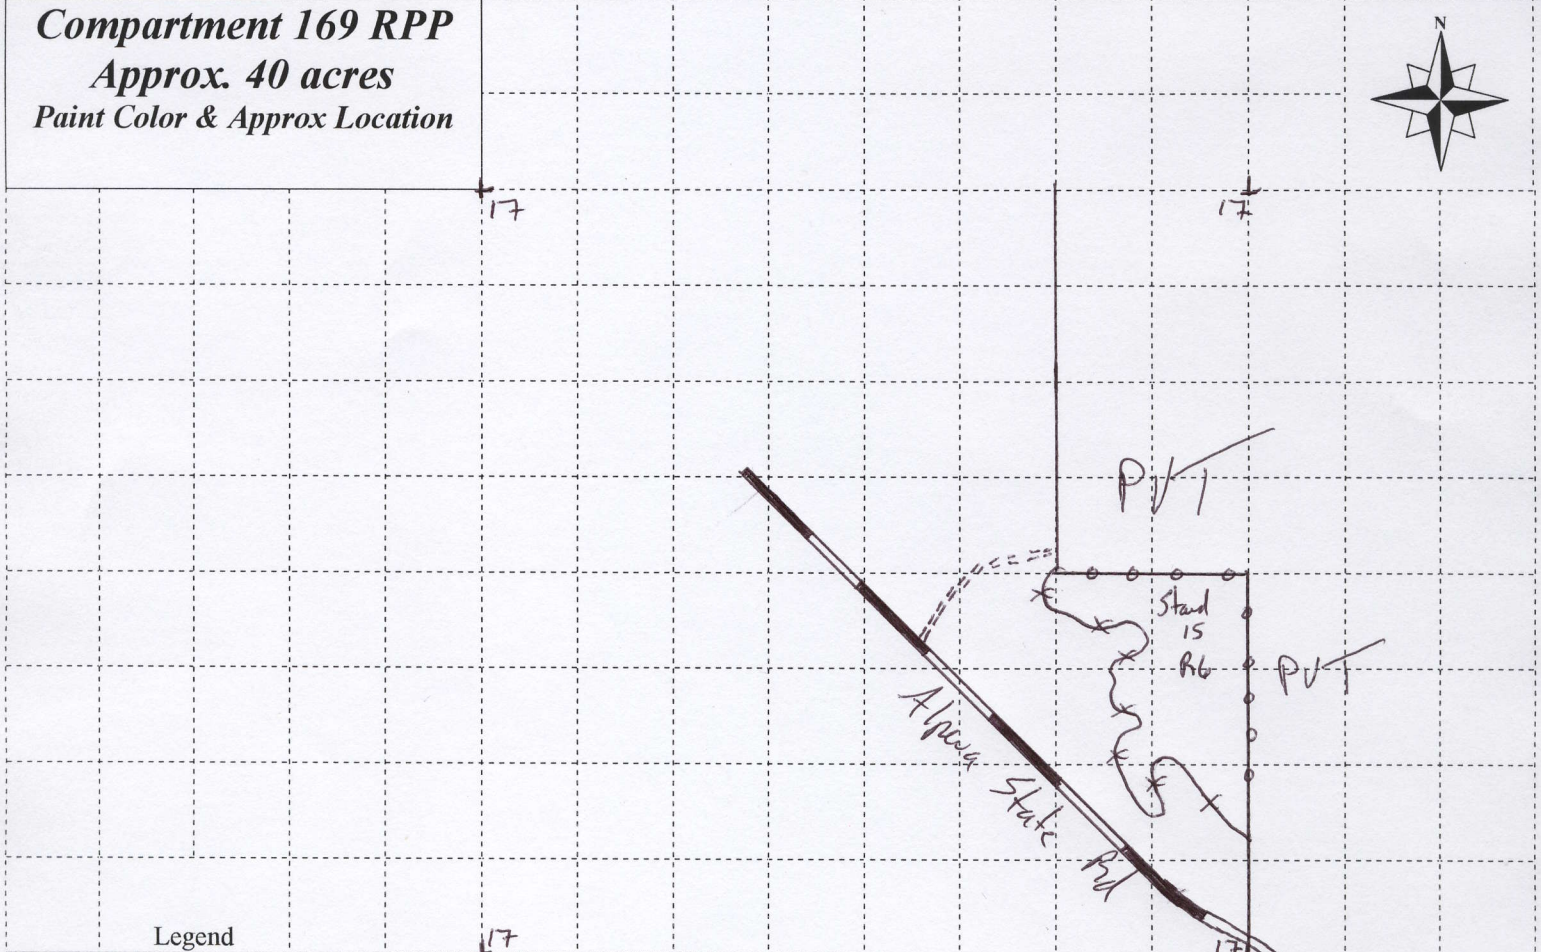 Compartment 169 RPP
Approx. 40 acres
Paint Color & Approx Location
N
17
17
PVT
Stand
15
R6
PVT
Alpena State Rd
Legend
17
17